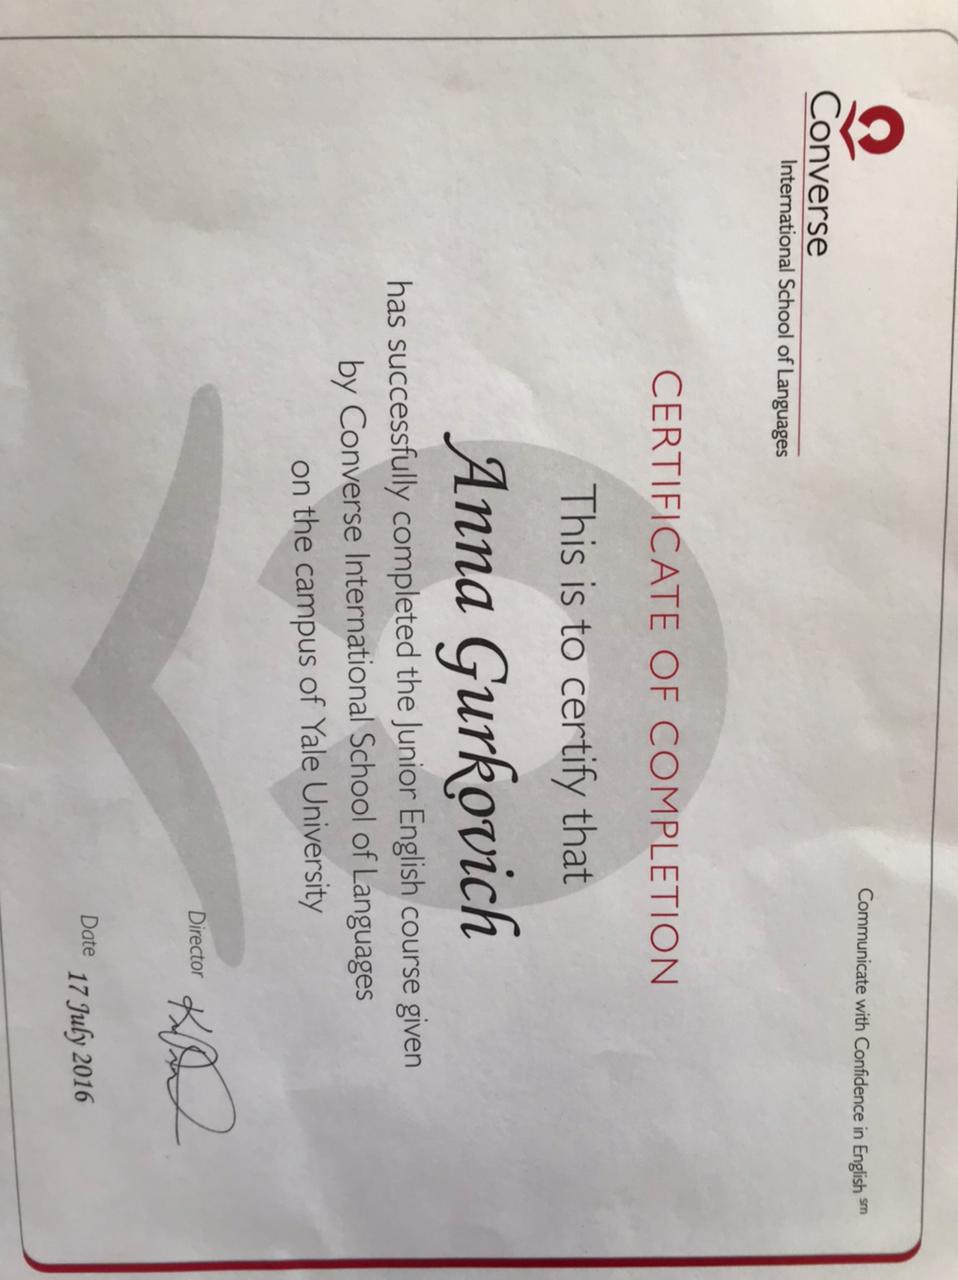 Converse
International School of Languages
Communicate with Confidence in English sm
CERTIFICATE OF COMPLETION
This is to certify that
Anna Gurkovich
has successfully completed the Junior English course given
by Converse International School of Languages
on the campus of Yale University
Director
Date 17 July 2016